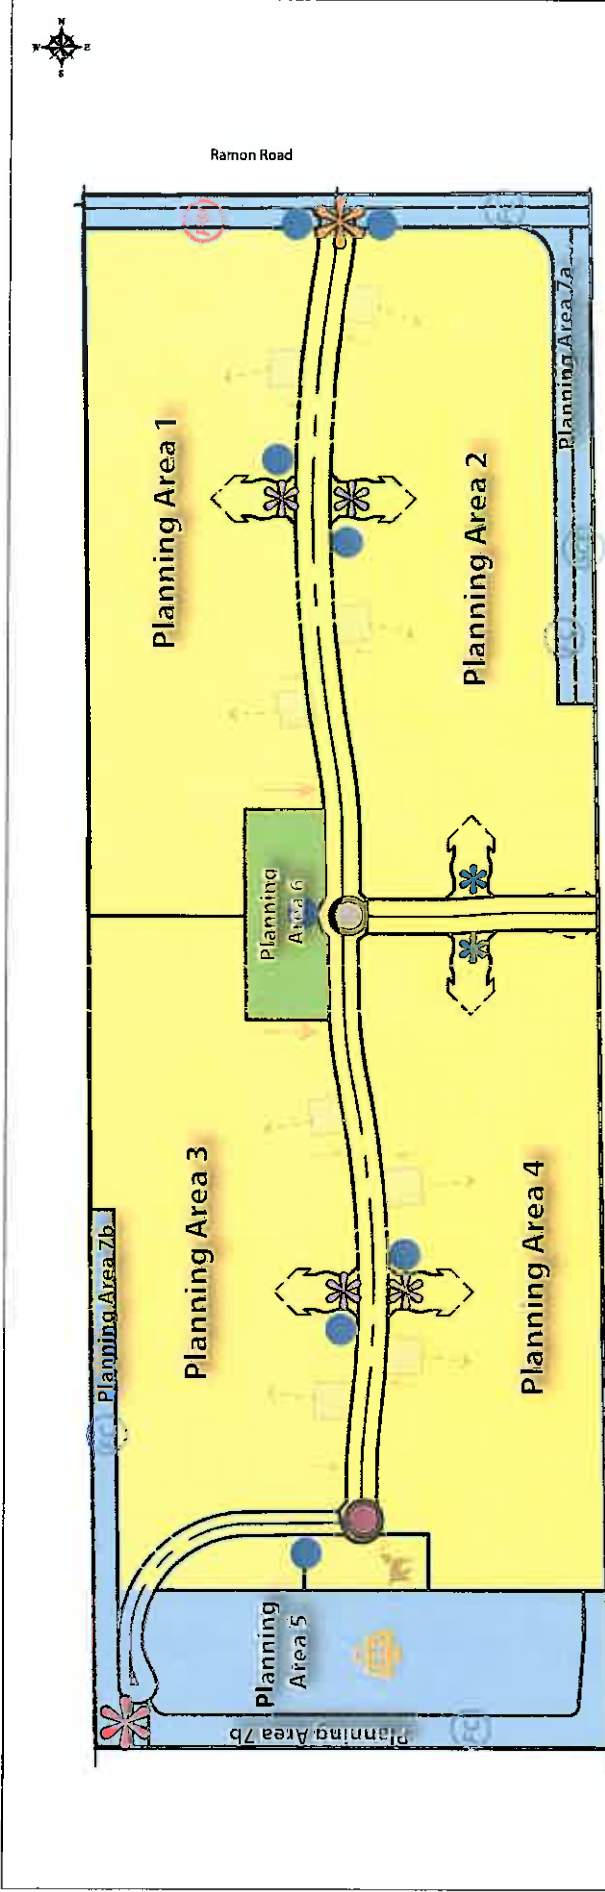 N
W E
S
Ramon Road
Planning Area 7a
Planning Area 1
Planning Area 2
Planning
Area 6
Planning Area 3
Planning Area 7b
Planning Area 4
Planning
Area 5
Planning Area 7b
FC